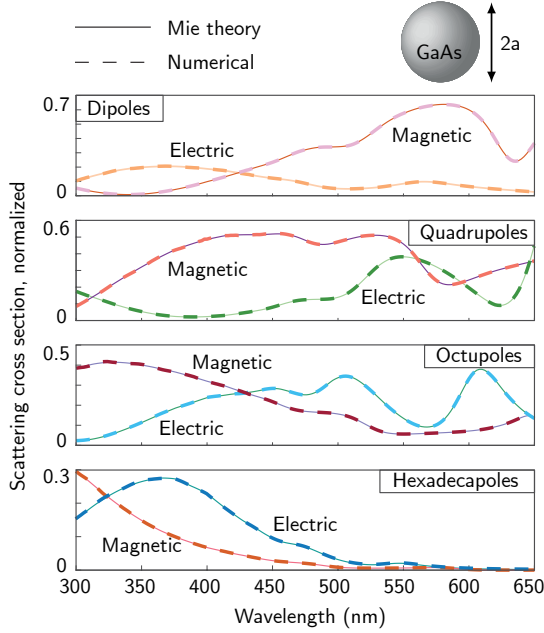 Mie theory
Numerical
GaAs
2a
Scattering cross section, normalized
0.7
Dipoles
Electric
Magnetic
0
0.6
Quadrupoles
Magnetic
Electric
0
0.5
Magnetic
Octupoles
Electric
0
0.3
Hexadecapoles
Electric
Magnetic
0
300 350 400 450 500 550 600 650
Wavelength (nm)